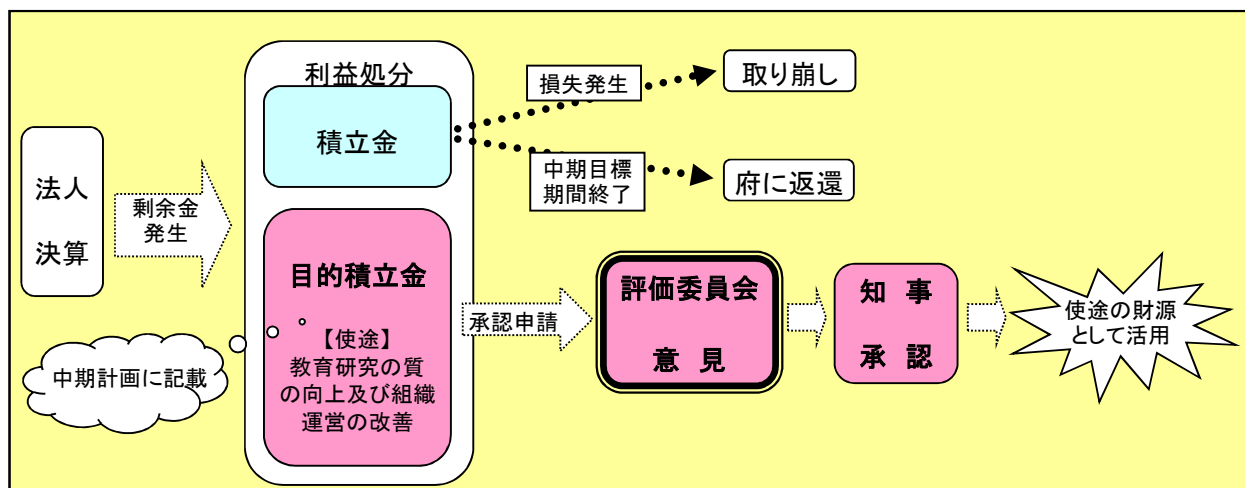 利益処分
積立金
損失発生
取り崩し
中期目標
期間終了
府に返還
法人
決算
剰余金
発生
目的積立金
【使途】
教育研究の質
の向上及び組織
運営の改善
中期計画に記載
承認申請
評価委員会
意 見
知 事
承 認
使途の財源
として活用